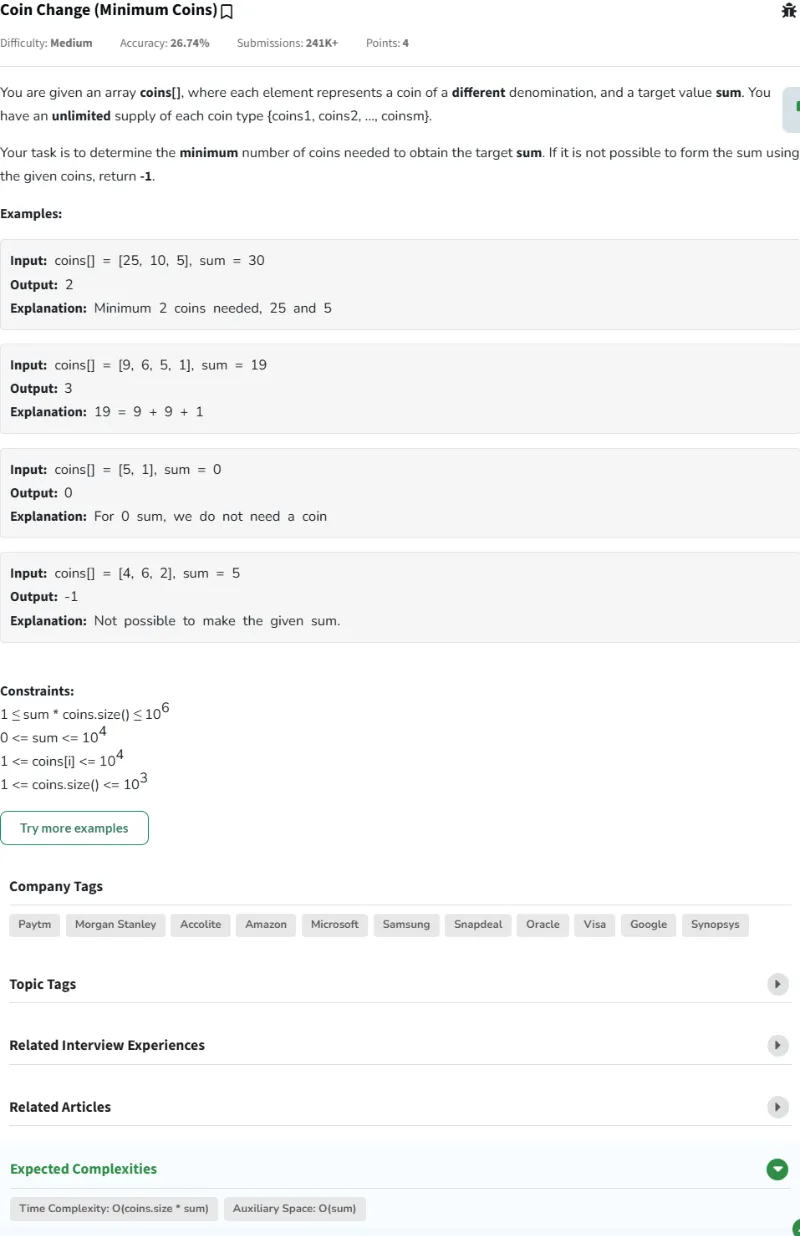 Coin Change (Minimum Coins)
Difficulty: Medium Accuracy: 26.74% Submissions: 241K+ Points: 4
You are given an array coins[], where each element represents a coin of a different denomination, and a target value sum. You
have an unlimited supply of each coin type {coins1, coins2, ..., coinsm}.
Your task is to determine the minimum number of coins needed to obtain the target sum. If it is not possible to form the sum using
the given coins, return -1.
Examples:
Input: coins[] = [25, 10, 5], sum = 30
Output: 2
Explanation: Minimum 2 coins needed, 25 and 5
Input: coins[] = [9, 6, 5, 1], sum = 19
Output: 3
Explanation: 19 = 9 + 9 + 1
Input: coins[] = [5, 1], sum = 0
Output: 0
Explanation: For 0 sum, we do not need a coin
Input: coins[] = [4, 6, 2], sum = 5
Output: -1
Explanation: Not possible to make the given sum.
Constraints:
1 ≤ sum * coins.size() ≤ 10^6
0 <= sum <= 10^4
1 <= coins[i] <= 10^4
1 <= coins.size() <= 10^3
Try more examples
Company Tags
Paytm Morgan Stanley Accolite Amazon Microsoft Samsung Snapdeal Oracle Visa Google Synopsys
Topic Tags
Related Interview Experiences
Related Articles
Expected Complexities
Time Complexity: O(coins.size * sum) Auxiliary Space: O(sum)